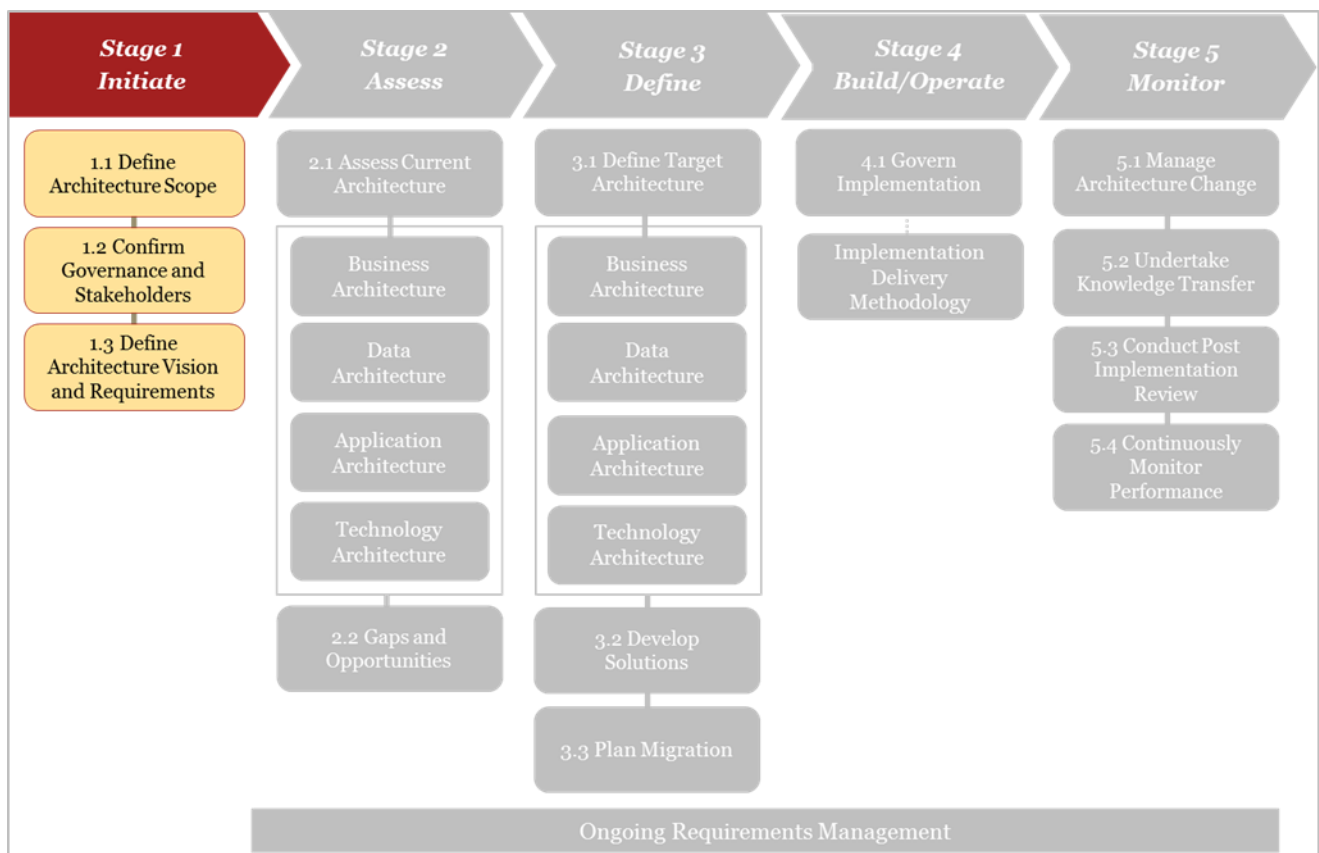 Stage 1
Initiate
Stage 2
Assess
Stage 3
Define
Stage 4
Build/Operate
Stage 5
Monitor
1.1 Define
Architecture Scope
1.2 Confirm
Governance and
Stakeholders
1.3 Define
Architecture Vision
and Requirements
2.1 Assess Current
Architecture
Business
Architecture
Data
Architecture
Application
Architecture
Technology
Architecture
2.2 Gaps and
Opportunities
3.1 Define Target
Architecture
Business
Architecture
Data
Architecture
Application
Architecture
Technology
Architecture
3.2 Develop
Solutions
3.3 Plan Migration
4.1 Govern
Implementation
Implementation
Delivery
Methodology
5.1 Manage
Architecture Change
5.2 Undertake
Knowledge Transfer
5.3 Conduct Post
Implementation
Review
5.4 Continuously
Monitor
Performance
Ongoing Requirements Management